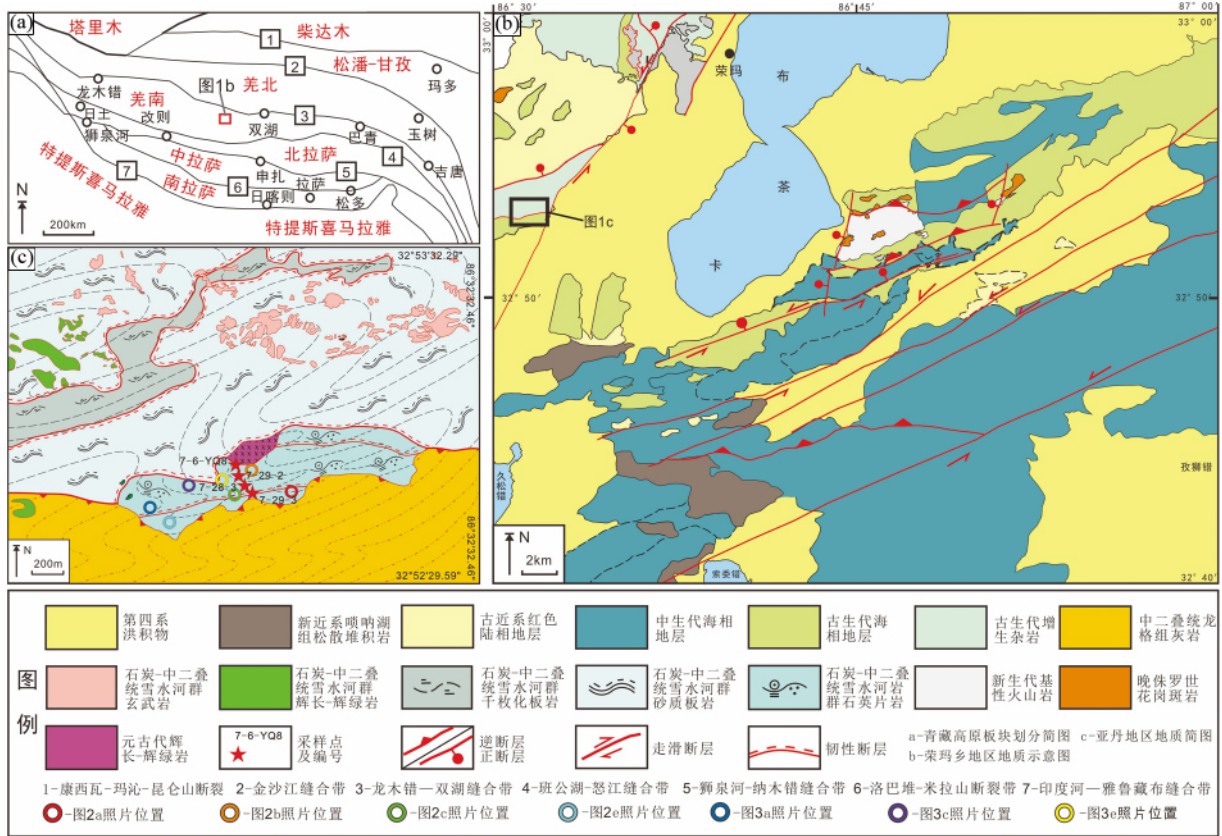 (a)
塔里木
柴达木
1
2
松潘-甘孜
玛多
龙木错
羌南
图1b
羌北
日土
改则
双湖
3
巴青
玉树
狮泉河
中拉萨
北拉萨
4
吉唐
特提斯喜马拉雅
7
南拉萨
申扎
5
6
拉萨
日喀则
松多
特提斯喜马拉雅
N
200km
(b)
86°30′
86°45′
87°00′
33°00′
33°00′
荣玛
布
茶
卡
图1c
32°50′
32°50′
久松错
孜狮错
索委错
N
2km
32°40′
(c)
32°53′32.29″
86°32′32.46″
7-6-YQ8
7-29-2
7-28-3
7-29-
86°32′32.46″
32°52′29.59″
N
200m
图例
第四系
洪积物
新近系唢呐湖
组松散堆积岩
古近系红色
陆相地层
中生代海相
地层
古生代海
相地层
古生代增
生杂岩
中二叠统龙
格组灰岩
石炭-中二叠
统雪水河群
玄武岩
石炭-中二叠
统雪水河群
辉长-辉绿岩
石炭-中二叠
统雪水河群
千枚化板岩
石炭-中二叠
统雪水河群
砂质板岩
石炭-中二叠
统雪水河岩
群石英片岩
新生代基
性火山岩
晚侏罗世
花岗斑岩
元古代辉
长-辉绿岩
7-6-YQ8
采样点
及编号
逆断层
正断层
走滑断层
韧性断层
a-青藏高原板块划分简图 c-亚丹地区地质简图
b-荣玛乡地区地质示意图
1-康西瓦-玛沁-昆仑山断裂 2-金沙江缝合带 3-龙木错—双湖缝合带 4-班公湖-怒江缝合带 5-狮泉河-纳木错缝合带 6-洛巴堆-米拉山断裂带 7-印度河—雅鲁藏布缝合带
-图2a照片位置 -图2b照片位置 -图2c照片位置 -图2e照片位置 -图3a照片位置 -图3c照片位置 -图3e照片位置